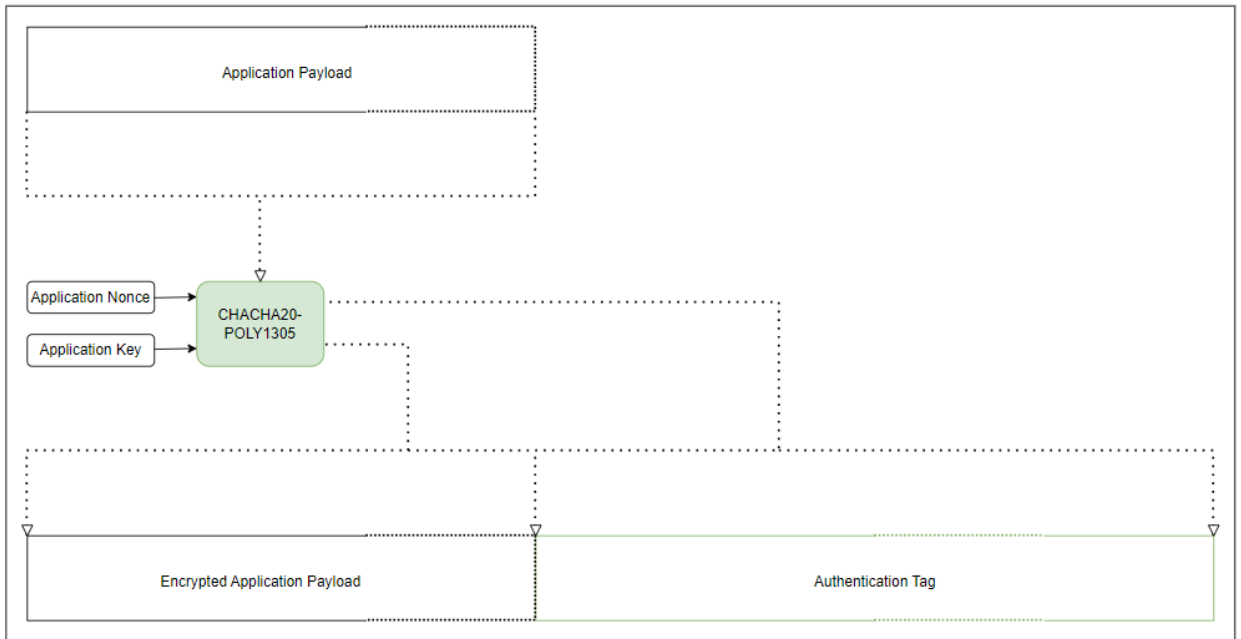 Application Payload
Application Nonce
CHACHA20-
POLY1305
Application Key
Encrypted Application Payload
Authentication Tag